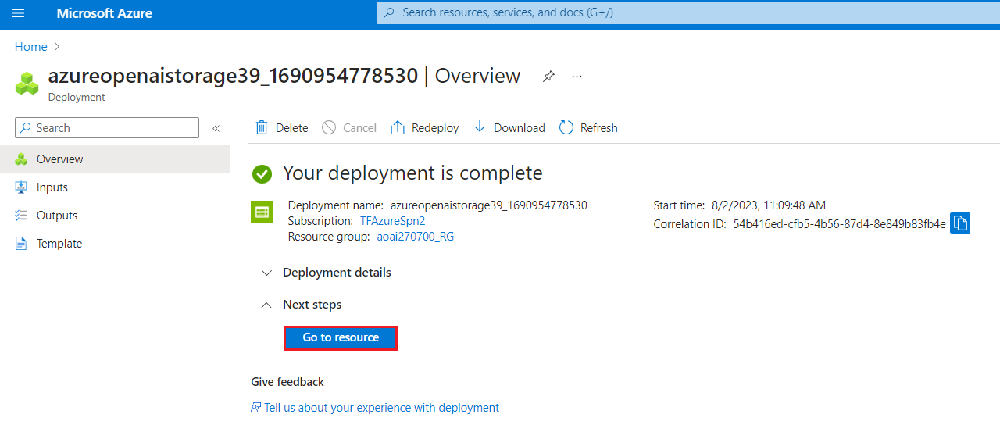 Microsoft Azure
Search resources, services, and docs (G+/)
Home
azureopenaistorage39_1690954778530 | Overview
...
Deployment
Search
«
Delete
Cancel
Redeploy
Download
Refresh
Overview
Inputs
Outputs
Template
Your deployment is complete
Deployment name: azureopenaistorage39_1690954778530
Subscription: TFAzureSpn2
Resource group: aoai270700_RG
Start time: 8/2/2023, 11:09:48 AM
Correlation ID: 54b416ed-cfb5-4b56-87d4-8e849b83fb4e
Deployment details
Next steps
Go to resource
Give feedback
Tell us about your experience with deployment